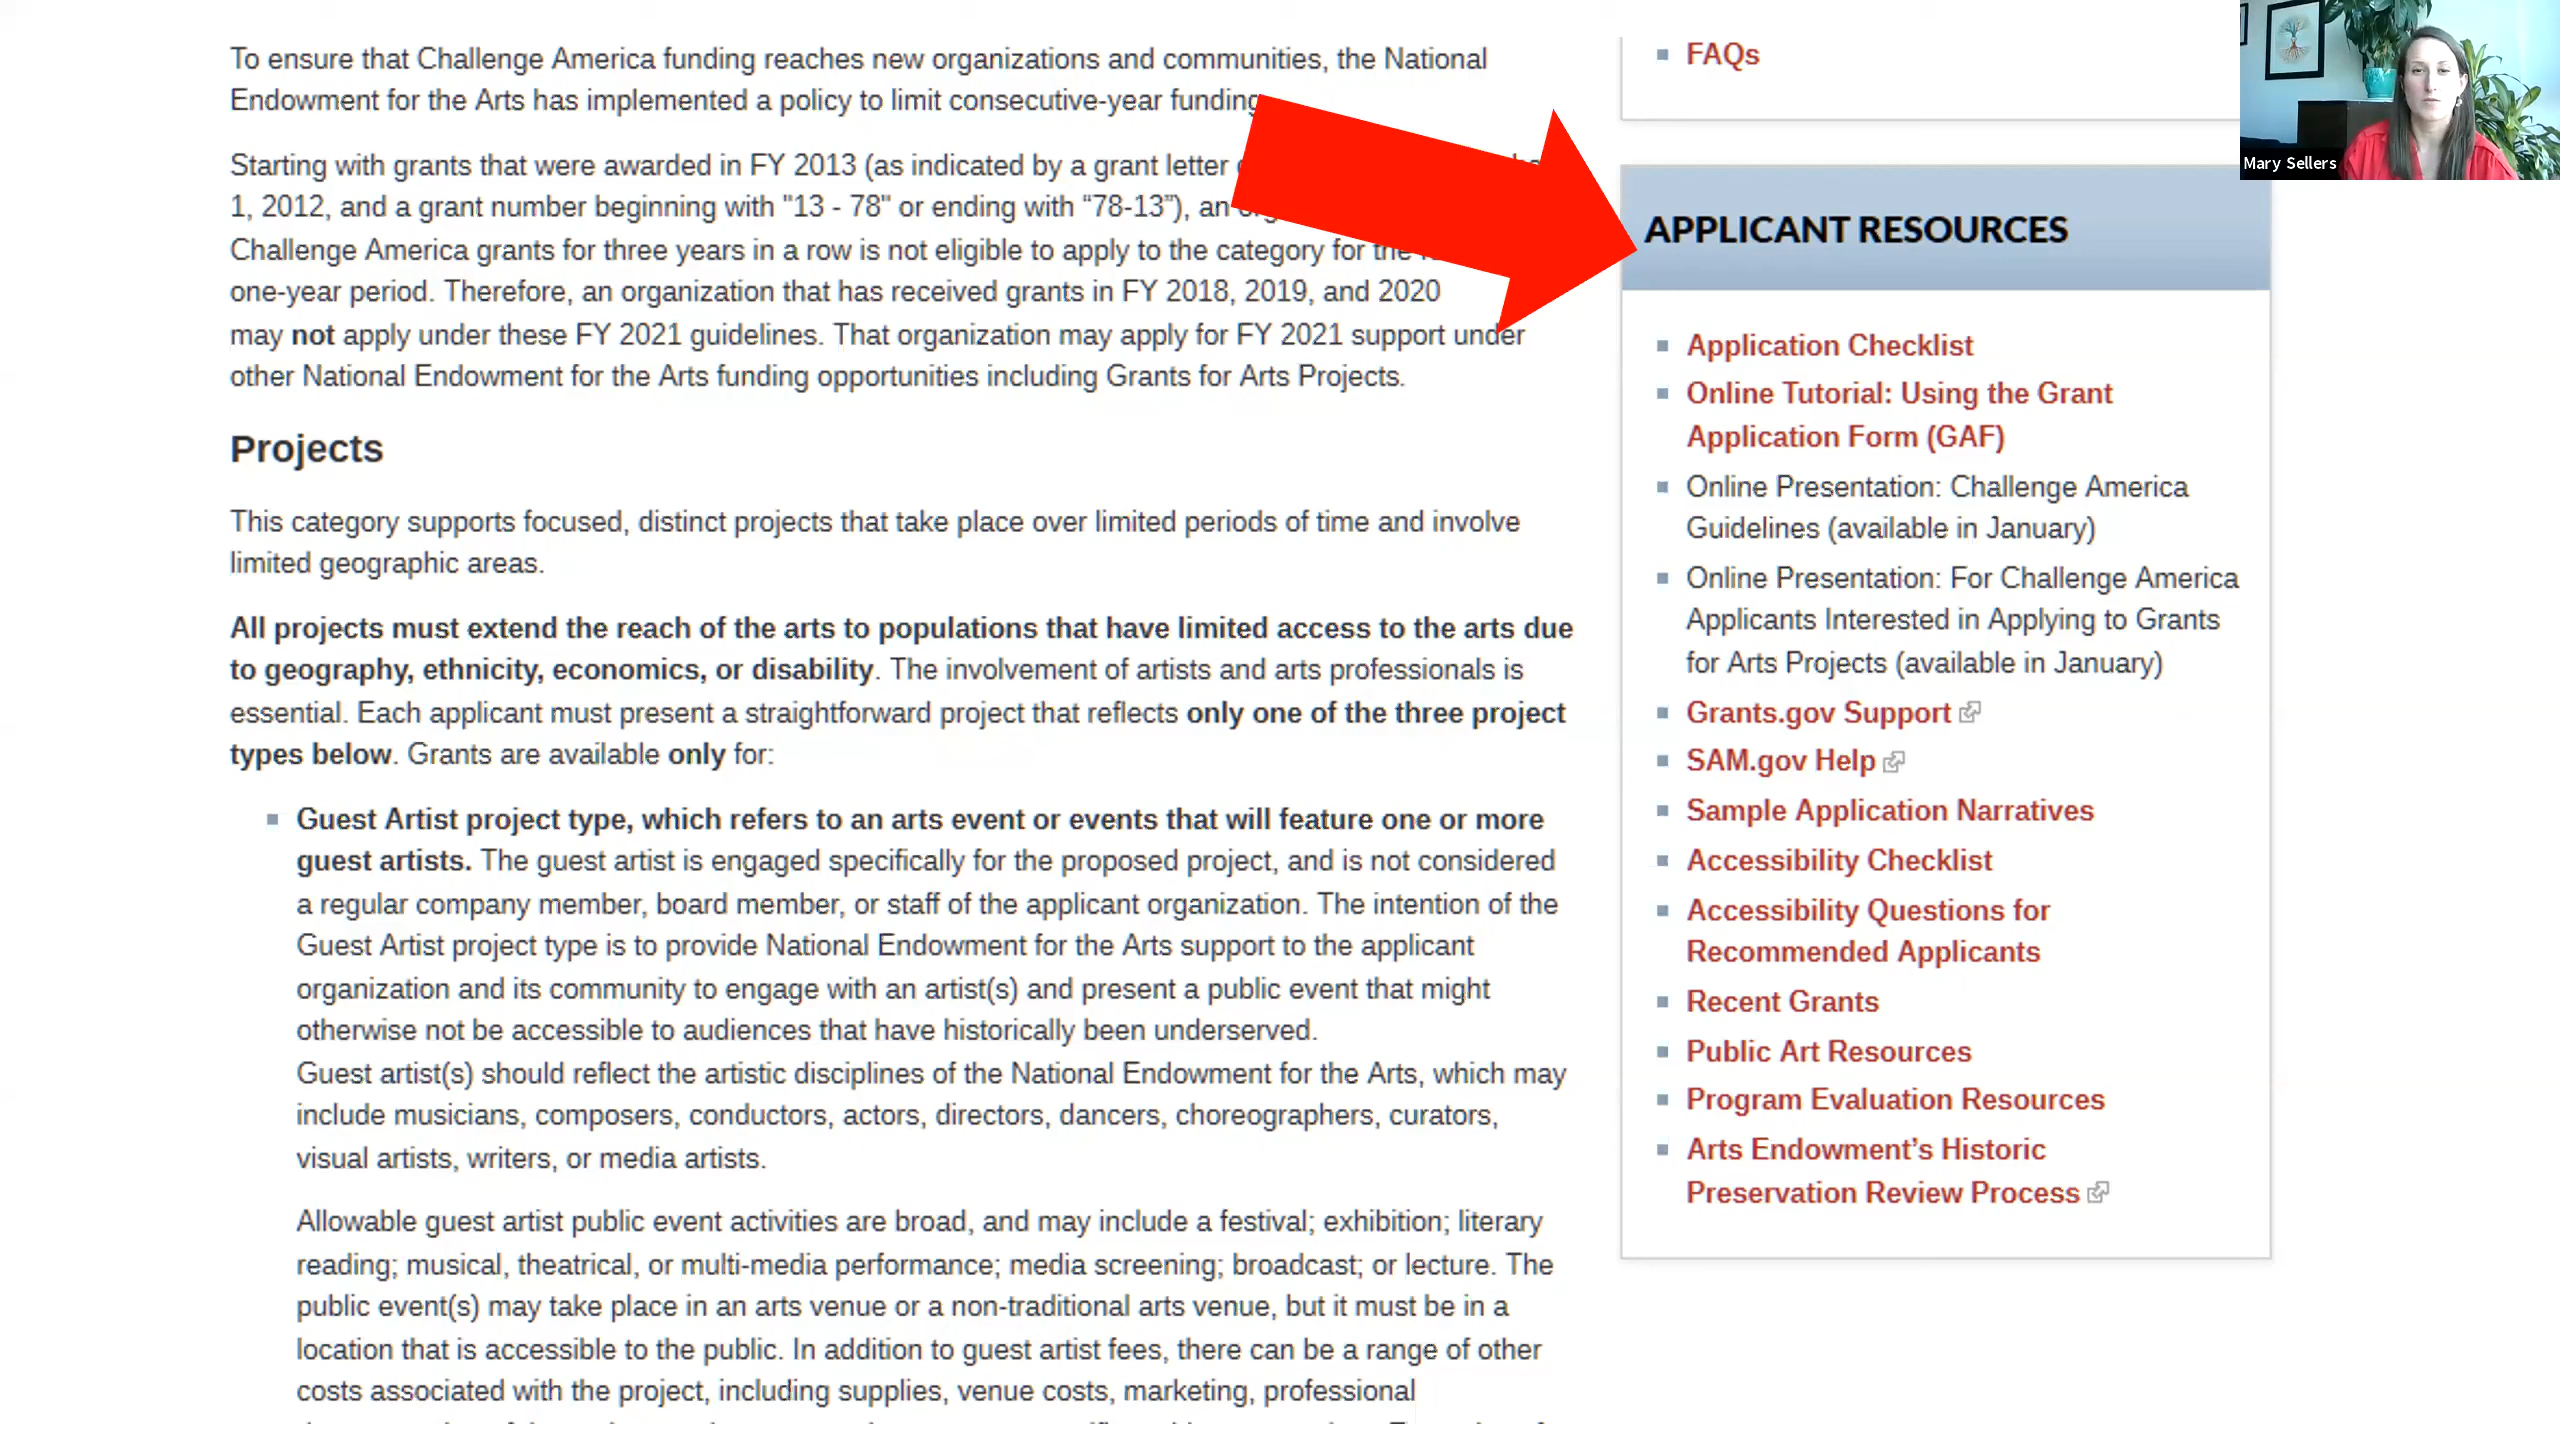 To ensure that Challenge America funding reaches new organizations and communities, the National
Endowment for the Arts has implemented a policy to limit consecutive-year funding
Starting with grants that were awarded in FY 2013 (as indicated by a grant letter
1, 2012, and a grant number beginning with "13 - 78" or ending with “78-13”), an
Challenge America grants for three years in a row is not eligible to apply to the category for the
one-year period. Therefore, an organization that has received grants in FY 2018, 2019, and 2020
may not apply under these FY 2021 guidelines. That organization may apply for FY 2021 support under
other National Endowment for the Arts funding opportunities including Grants for Arts Projects.
Projects
This category supports focused, distinct projects that take place over limited periods of time and involve
limited geographic areas.
All projects must extend the reach of the arts to populations that have limited access to the arts due
to geography, ethnicity, economics, or disability. The involvement of artists and arts professionals is
essential. Each applicant must present a straightforward project that reflects only one of the three project
types below. Grants are available only for:
Guest Artist project type, which refers to an arts event or events that will feature one or more
guest artists. The guest artist is engaged specifically for the proposed project, and is not considered
a regular company member, board member, or staff of the applicant organization. The intention of the
Guest Artist project type is to provide National Endowment for the Arts support to the applicant
organization and its community to engage with an artist(s) and present a public event that might
otherwise not be accessible to audiences that have historically been underserved.
Guest artist(s) should reflect the artistic disciplines of the National Endowment for the Arts, which may
include musicians, composers, conductors, actors, directors, dancers, choreographers, curators,
visual artists, writers, or media artists.
Allowable guest artist public event activities are broad, and may include a festival; exhibition; literary
reading; musical, theatrical, or multi-media performance; media screening; broadcast; or lecture. The
public event(s) may take place in an arts venue or a non-traditional arts venue, but it must be in a
location that is accessible to the public. In addition to guest artist fees, there can be a range of other
costs associated with the project, including supplies, venue costs, marketing, professional
FAQs
APPLICANT RESOURCES
Application Checklist
Online Tutorial: Using the Grant
Application Form (GAF)
Online Presentation: Challenge America
Guidelines (available in January)
Online Presentation: For Challenge America
Applicants Interested in Applying to Grants
for Arts Projects (available in January)
Grants.gov Support
SAM.gov Help
Sample Application Narratives
Accessibility Checklist
Accessibility Questions for
Recommended Applicants
Recent Grants
Public Art Resources
Program Evaluation Resources
Arts Endowment’s Historic
Preservation Review Process
Mary Sellers